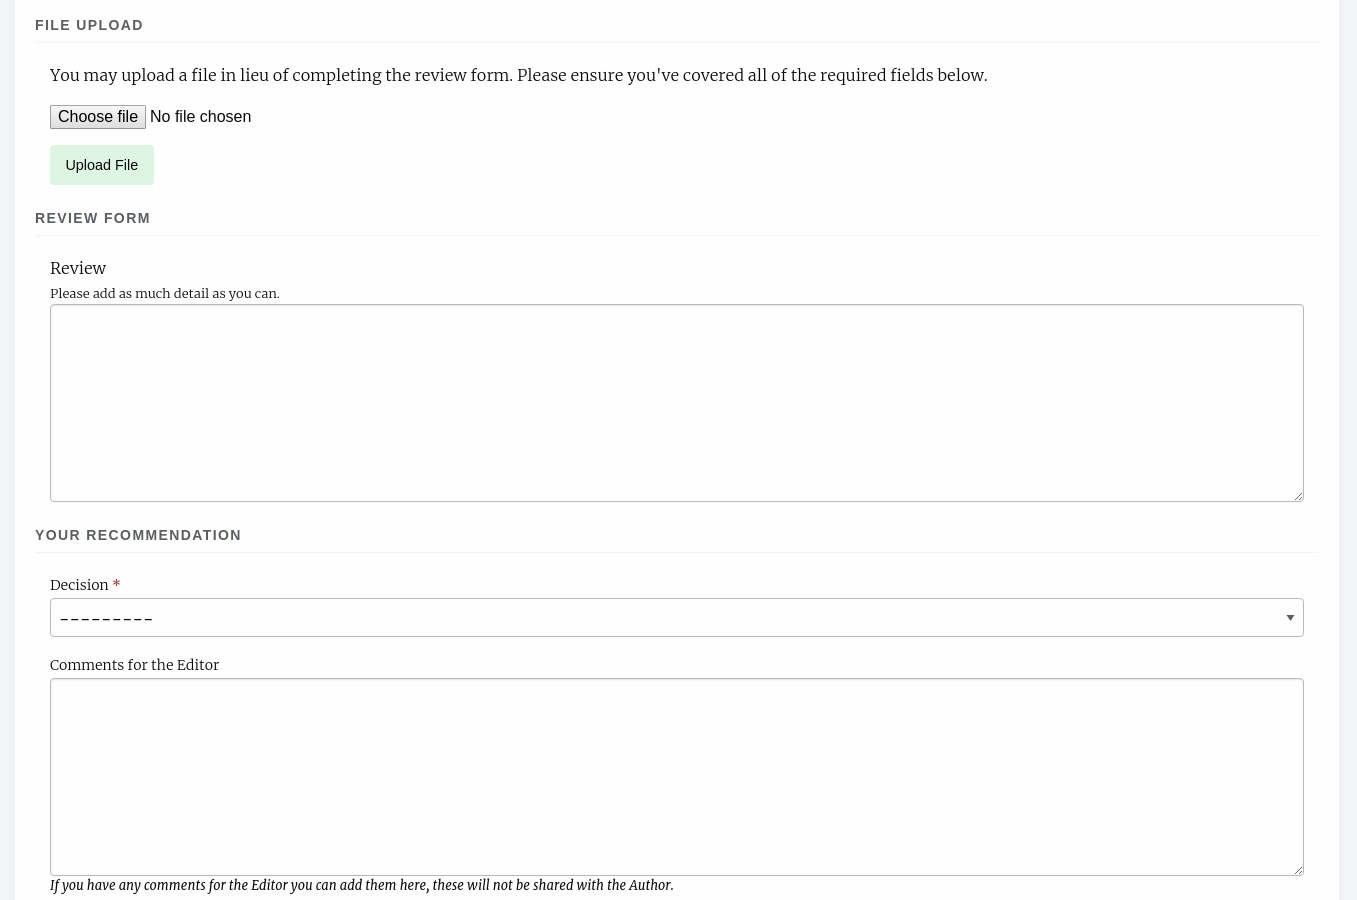 FILE UPLOAD
You may upload a file in lieu of completing the review form. Please ensure you've covered all of the required fields below.
Choose file No file chosen
Upload File
REVIEW FORM
Review
Please add as much detail as you can.
YOUR RECOMMENDATION
Decision *
---------
Comments for the Editor
If you have any comments for the Editor you can add them here, these will not be shared with the Author.